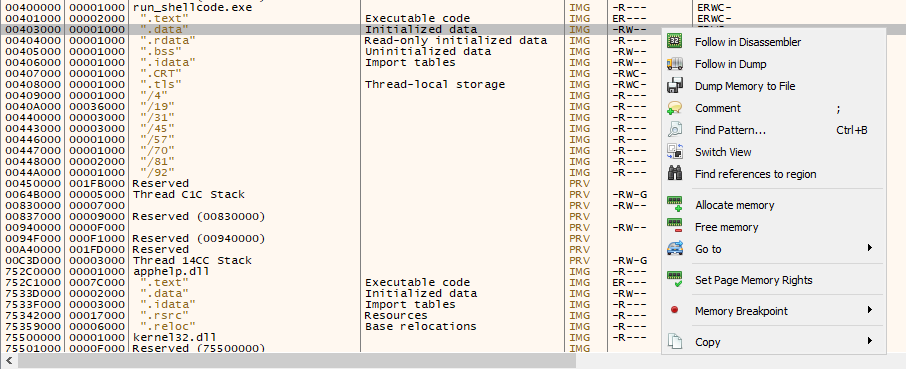 00400000 00001000 run_shellcode.exe IMG -R--- ERWC-
00401000 00002000 ".text" Executable code IMG ER--- ERWC-
00403000 00001000 ".data" Initialized data IMG -RW-- ERWC-
00404000 00001000 ".rdata" Read-only initialized data IMG -R---
00405000 00001000 ".bss" Uninitialized data IMG -RW--
00406000 00001000 ".idata" Import tables IMG -RW--
00407000 00001000 ".CRT" IMG -RWC-
00408000 00001000 ".tls" Thread-local storage IMG -RWC-
00409000 00001000 "/4" IMG -R---
0040A000 00036000 "/19" IMG -R---
00440000 00003000 "/31" IMG -R---
00443000 00003000 "/45" IMG -R---
00446000 00001000 "/57" IMG -R---
00447000 00001000 "/70" IMG -R---
00448000 00002000 "/81" IMG -R---
0044A000 00001000 "/92" IMG -R---
00450000 001FB000 Reserved PRV
0064B000 00005000 Thread C1C Stack PRV -RW-G
00830000 00007000 PRV -RW--
00837000 00009000 Reserved (00830000) PRV
00940000 0000F000 PRV -RW--
0094F000 000F1000 Reserved (00940000) PRV
00A40000 001FD000 Reserved PRV
00C3D000 00003000 Thread 14CC Stack PRV -RW-G
752C0000 00001000 apphelp.dll IMG -R---
752C1000 0007C000 ".text" Executable code IMG ER---
7533D000 00002000 ".data" Initialized data IMG -RW--
7533F000 00003000 ".idata" Import tables IMG -R---
75342000 00017000 ".rsrc" Resources IMG -R---
75359000 00006000 ".reloc" Base relocations IMG -R---
75500000 00001000 kernel32.dll IMG -R---
75501000 0000F000 Reserved (75500000) IMG
Follow in Disassembler
Follow in Dump
Dump Memory to File
Comment ;
Find Pattern... Ctrl+B
Switch View
Find references to region
Allocate memory
Free memory
Go to
Set Page Memory Rights
Memory Breakpoint
Copy